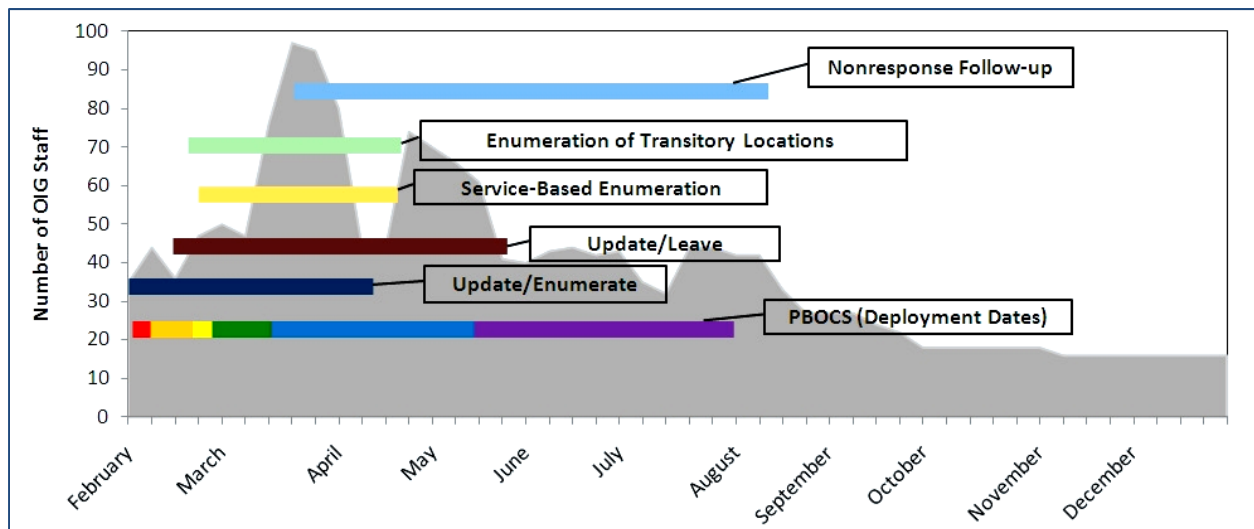 100
90
80
70
60
50
40
30
20
10
0
Number of OIG Staff
Nonresponse Follow-up
Enumeration of Transitory Locations
Service-Based Enumeration
Update/Leave
Update/Enumerate
PBOCS (Deployment Dates)
February
March
April
May
June
July
August
September
October
November
December